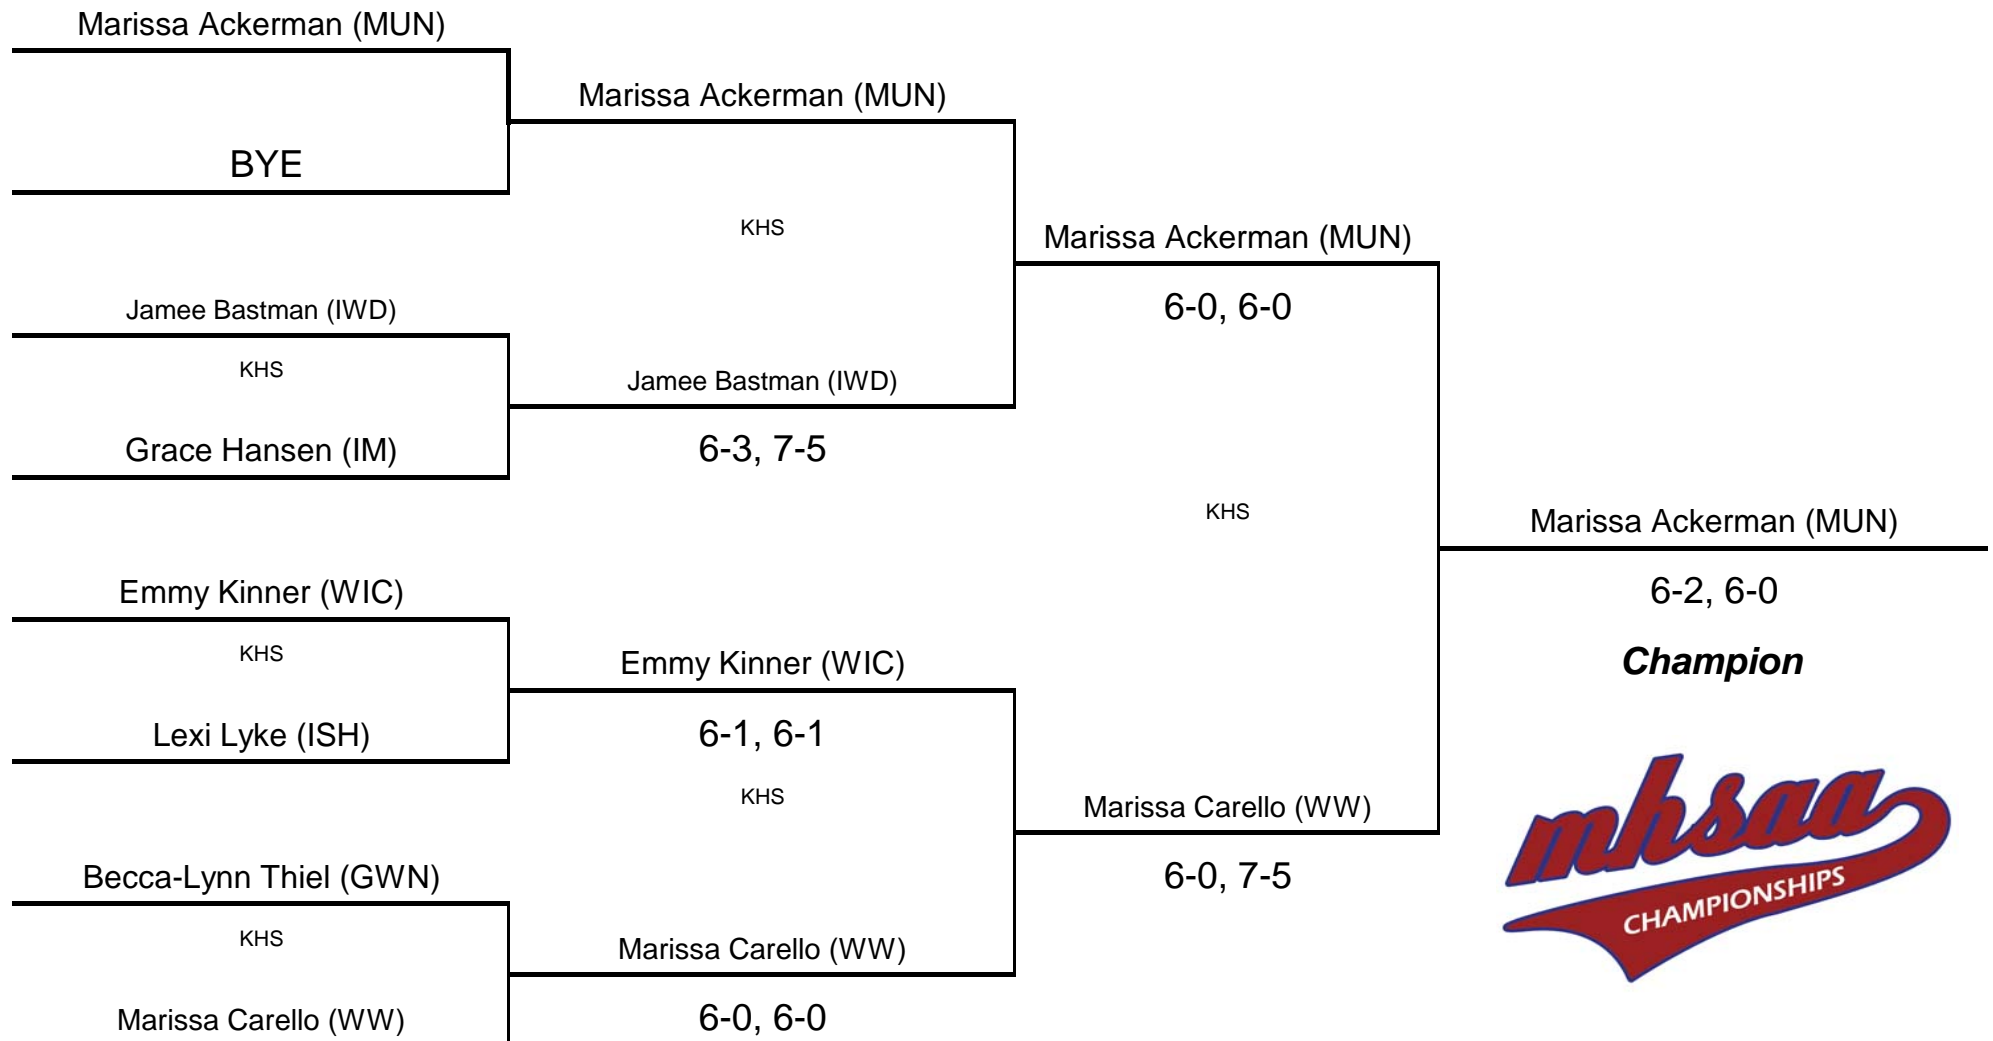 Marissa Ackerman (MUN)
BYE
Jamee Bastman (IWD)
KHS
Grace Hansen (IM)
Emmy Kinner (WIC)
KHS
Lexi Lyke (ISH)
Becca-Lynn Thiel (GWN)
KHS
Marissa Carello (WW)
Marissa Ackerman (MUN)
KHS
Jamee Bastman (IWD)
6-3, 7-5
Emmy Kinner (WIC)
6-1, 6-1
KHS
Marissa Carello (WW)
6-0, 6-0
Marissa Ackerman (MUN)
6-0, 6-0
KHS
Marissa Carello (WW)
6-0, 7-5
Marissa Ackerman (MUN)
6-2, 6-0
Champion
mhsaa
CHAMPIONSHIPS